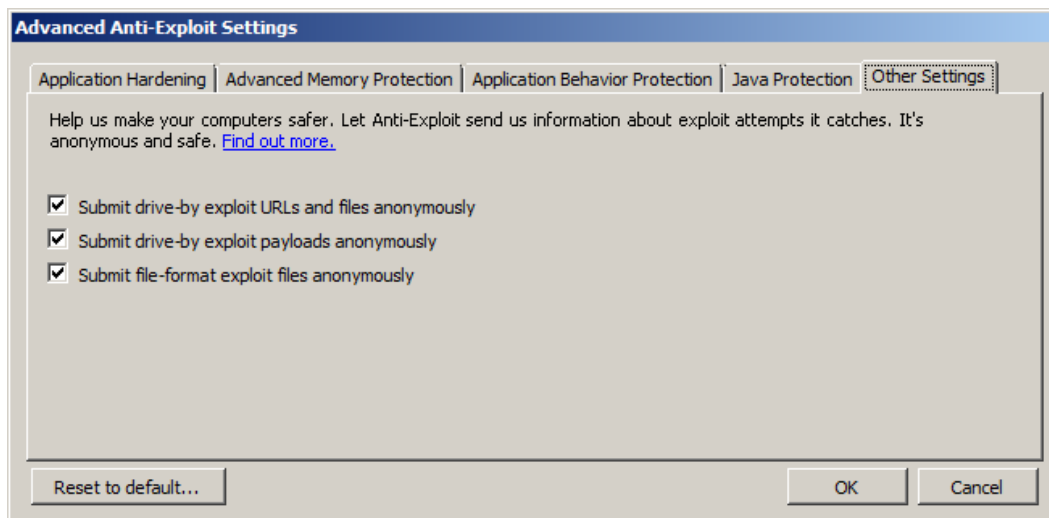 Advanced Anti-Exploit Settings
Application Hardening
Advanced Memory Protection
Application Behavior Protection
Java Protection
Other Settings
Help us make your computers safer. Let Anti-Exploit send us information about exploit attempts it catches. It's
anonymous and safe. Find out more.
Submit drive-by exploit URLs and files anonymously
Submit drive-by exploit payloads anonymously
Submit file-format exploit files anonymously
Reset to default...
OK
Cancel